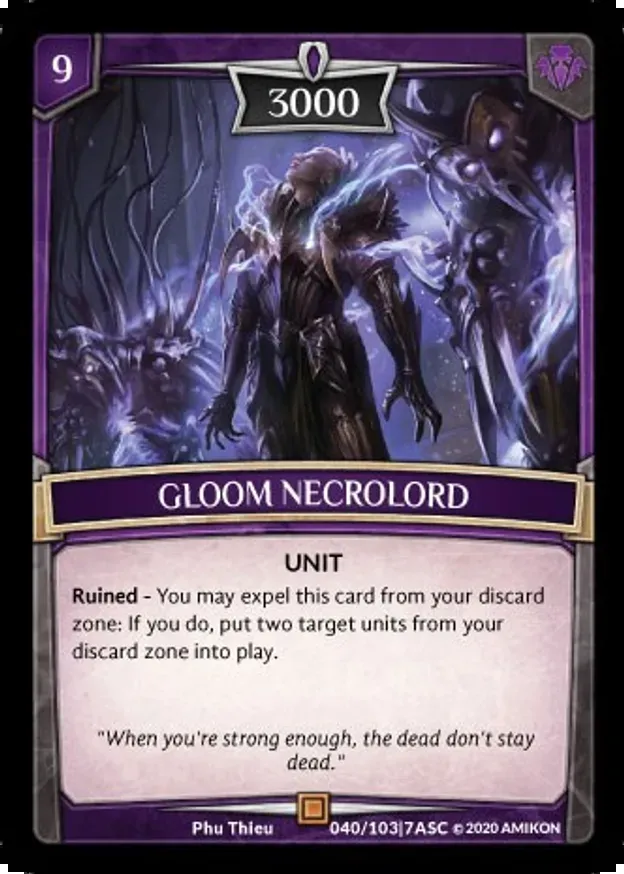 9
3000
GLOOM NECROLORD
UNIT
Ruined - You may expel this card from your discard
zone: If you do, put two target units from your
discard zone into play.
"When you're strong enough, the dead don't stay
dead."
Phu Thieu
040/103|7ASC © 2020 AMIKON